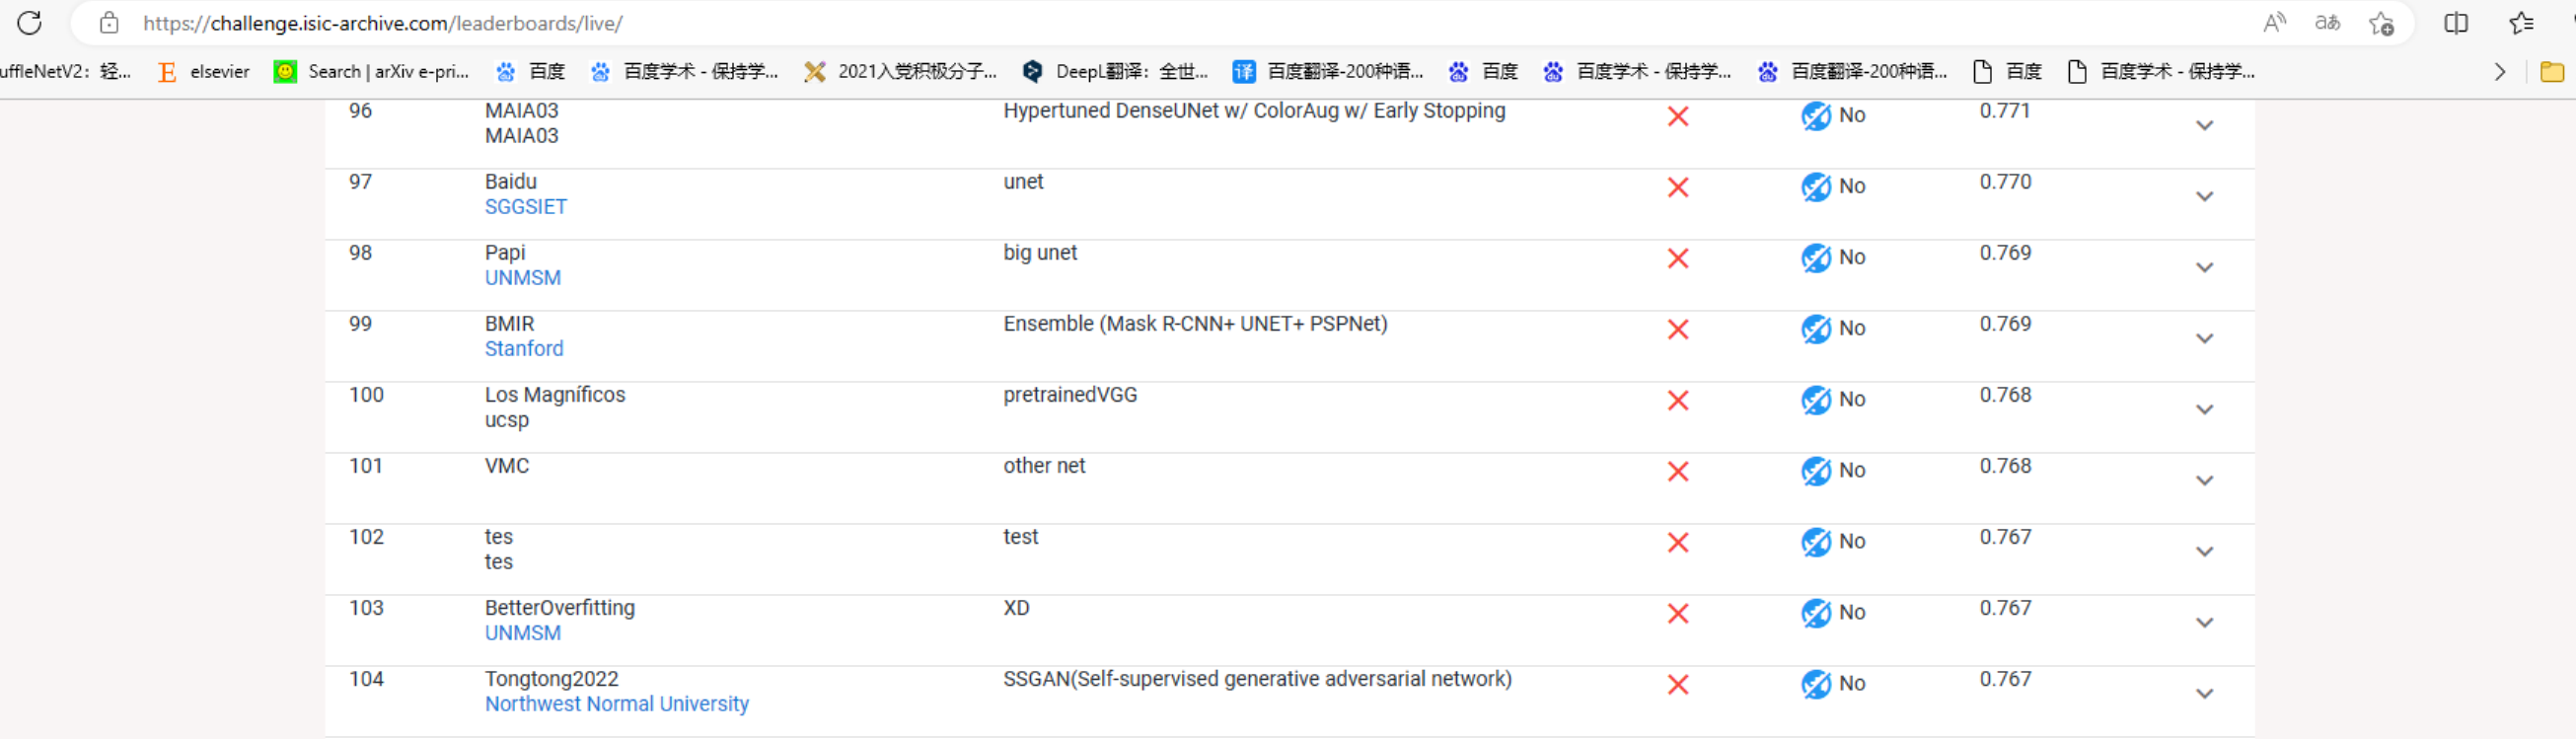 https://challenge.isic-archive.com/leaderboards/live/
uffleNetV2：轻... elsevier Search | arXiv e-pri... 百度 百度学术 - 保持学... 2021入党积极分子... DeepL翻译：全世... 百度翻译-200种语... 百度 百度学术 - 保持学... 百度翻译-200种语... 百度 百度学术 - 保持学...
96 MAIA03 Hypertuned DenseUNet w/ ColorAug w/ Early Stopping No 0.771
MAIA03
97 Baidu unet No 0.770
SGGSIET
98 Papi big unet No 0.769
UNMSM
99 BMIR Ensemble (Mask R-CNN+ UNET+ PSPNet) No 0.769
Stanford
100 Los Magníficos pretrainedVGG No 0.768
ucsp
101 VMC other net No 0.768
102 tes test No 0.767
tes
103 BetterOverfitting XD No 0.767
UNMSM
104 Tongtong2022 SSGAN(Self-supervised generative adversarial network) No 0.767
Northwest Normal University